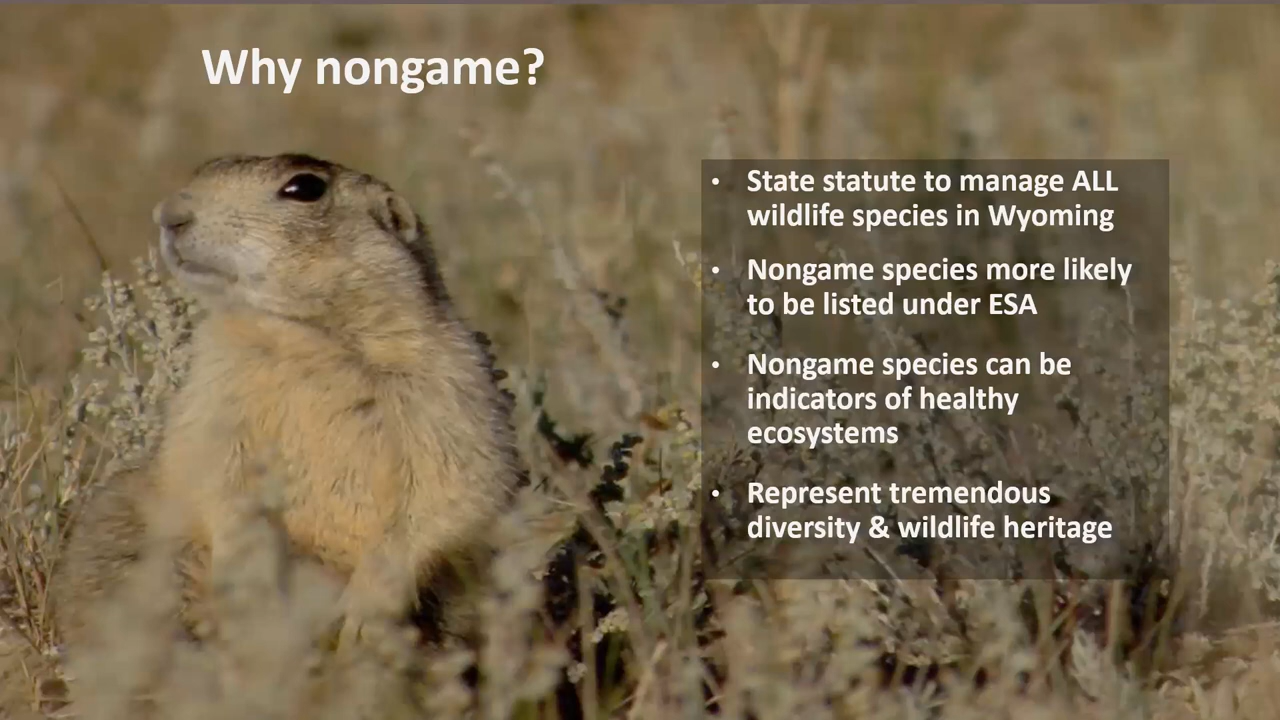 Why nongame?
• State statute to manage ALL
wildlife species in Wyoming
• Nongame species more likely
to be listed under ESA
• Nongame species can be
indicators of healthy
ecosystems
• Represent tremendous
diversity & wildlife heritage